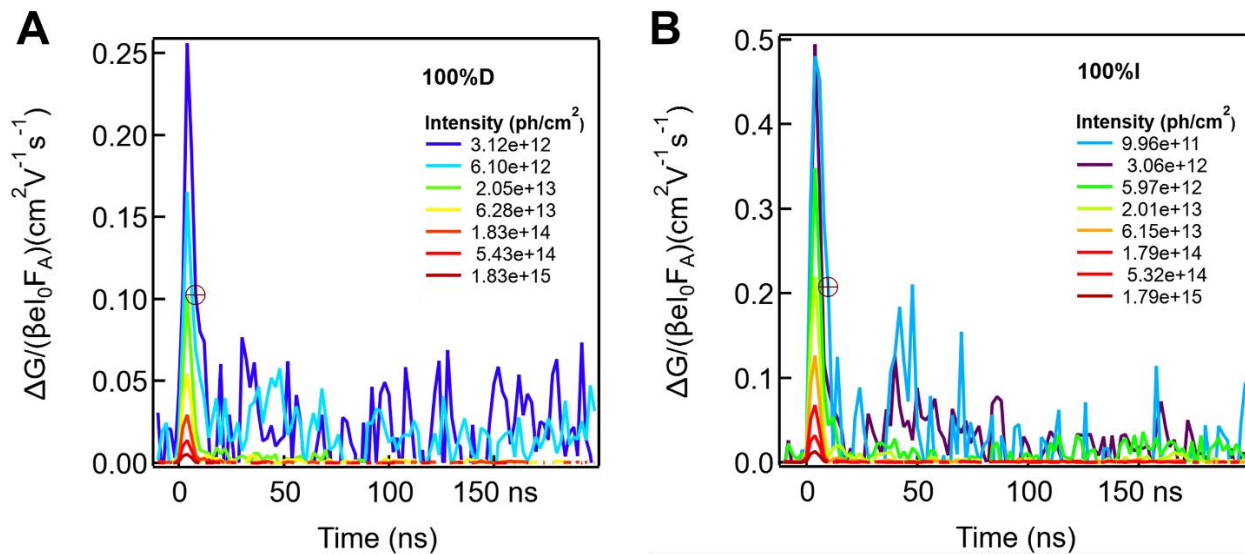 A
ΔG/(βeI₀F_A)(cm²V⁻¹s⁻¹)
0.25
0.20
0.15
0.10
0.05
0.00
100%D
Intensity (ph/cm²)
3.12e+12
6.10e+12
2.05e+13
6.28e+13
1.83e+14
5.43e+14
1.83e+15
0
50
100
150 ns
Time (ns)
B
ΔG/(βeI₀F_A)(cm²V⁻¹s⁻¹)
0.5
0.4
0.3
0.2
0.1
0.0
100%I
Intensity (ph/cm²)
9.96e+11
3.06e+12
5.97e+12
2.01e+13
6.15e+13
1.79e+14
5.32e+14
1.79e+15
0
50
100
150 ns
Time (ns)